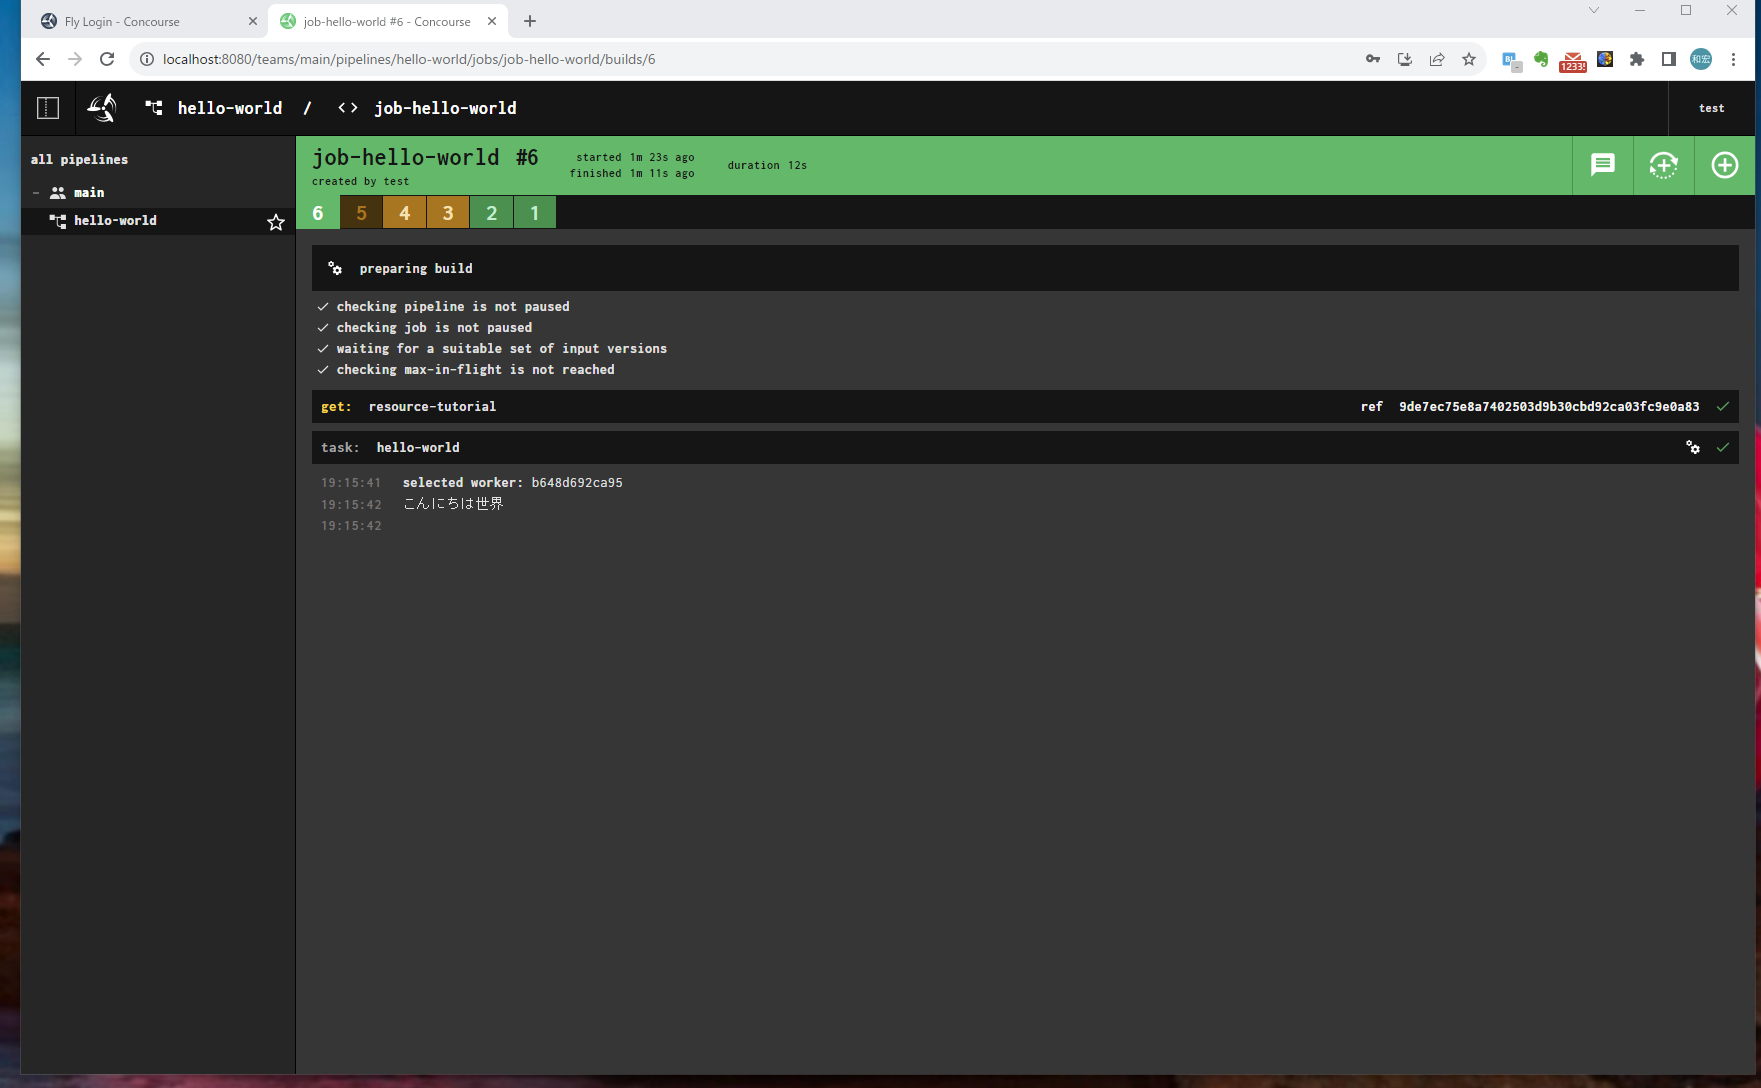 Fly Login - Concourse
job-hello-world #6 - Concourse
localhost:8080/teams/main/pipelines/hello-world/jobs/job-hello-world/builds/6
1233!
和宏
hello-world / job-hello-world
test
all pipelines
main
hello-world
job-hello-world #6
created by test
started 1m 23s ago
finished 1m 11s ago
duration 12s
6 5 4 3 2 1
preparing build
checking pipeline is not paused
checking job is not paused
waiting for a suitable set of input versions
checking max-in-flight is not reached
get: resource-tutorial ref 9de7ec75e8a7402503d9b30cbd92ca03fc9e0a83
task: hello-world
19:15:41 selected worker: b648d692ca95
19:15:42 こんにちは世界
19:15:42